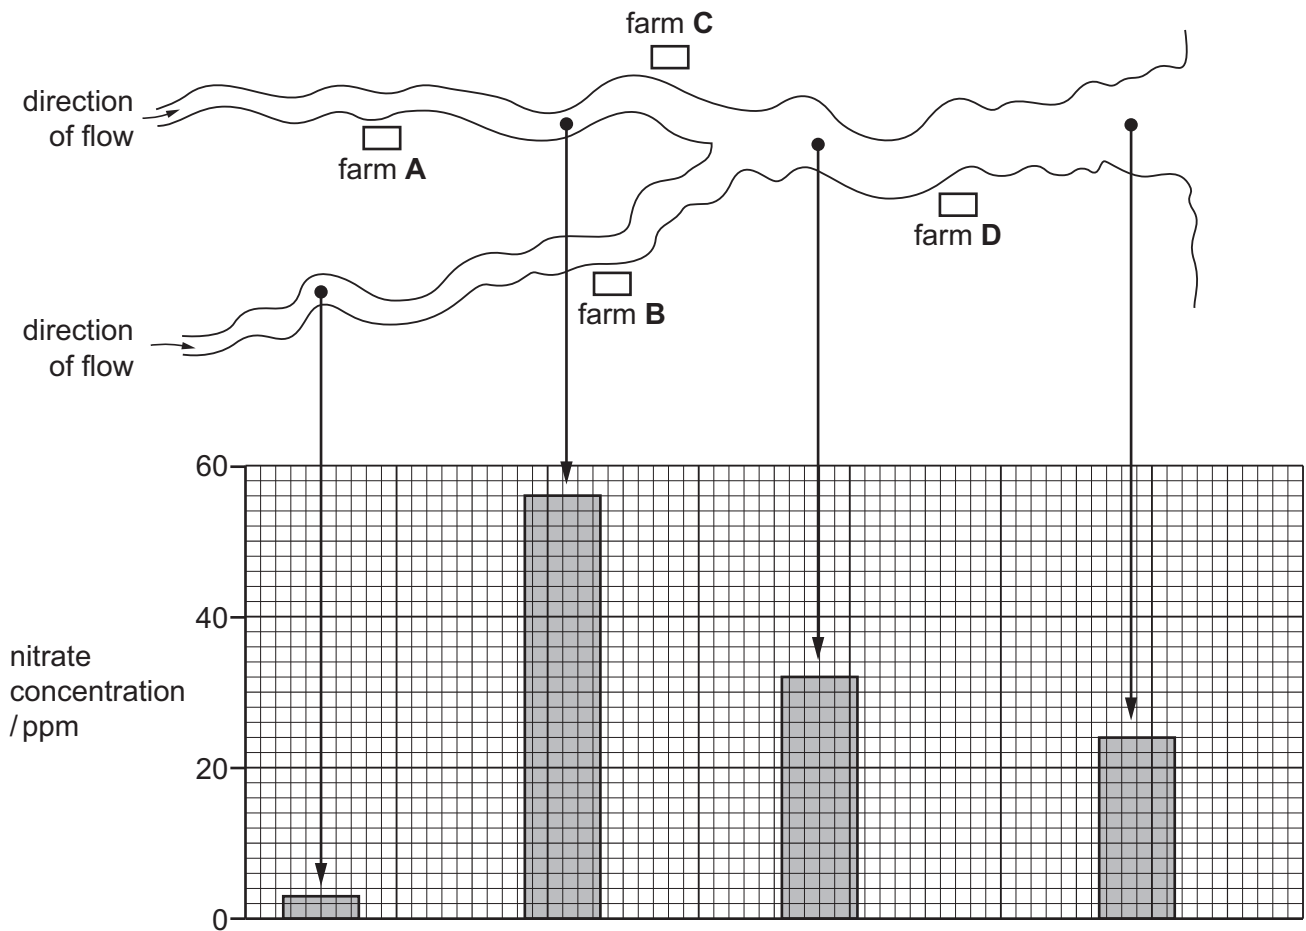 farm C
direction
of flow
farm A
farm D
farm B
direction
of flow
60
40
nitrate
concentration
/ ppm
20
0